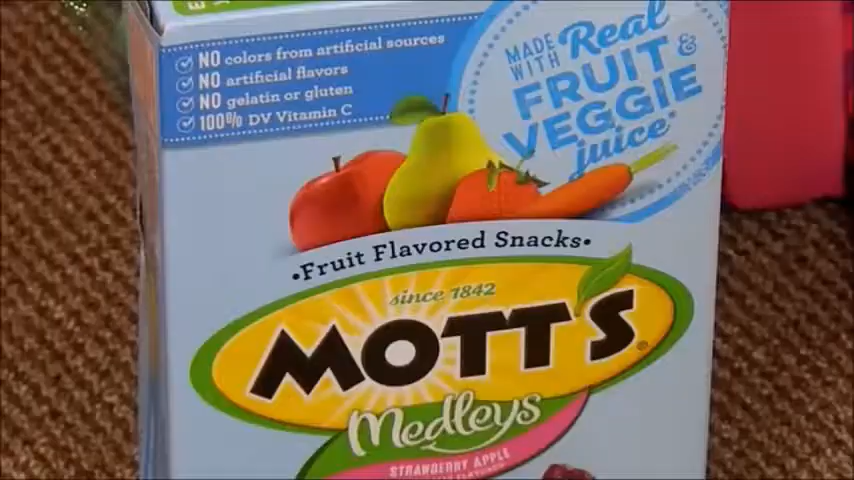 NO colors from artificial sources
NO artificial flavors
NO gelatin or gluten
100% DV Vitamin C
MADE WITH Real
FRUIT &
VEGGIE
juice*
•Fruit Flavored Snacks•
since 1842
MOTT'S®
Medleys
STRAWBERRY APPLE